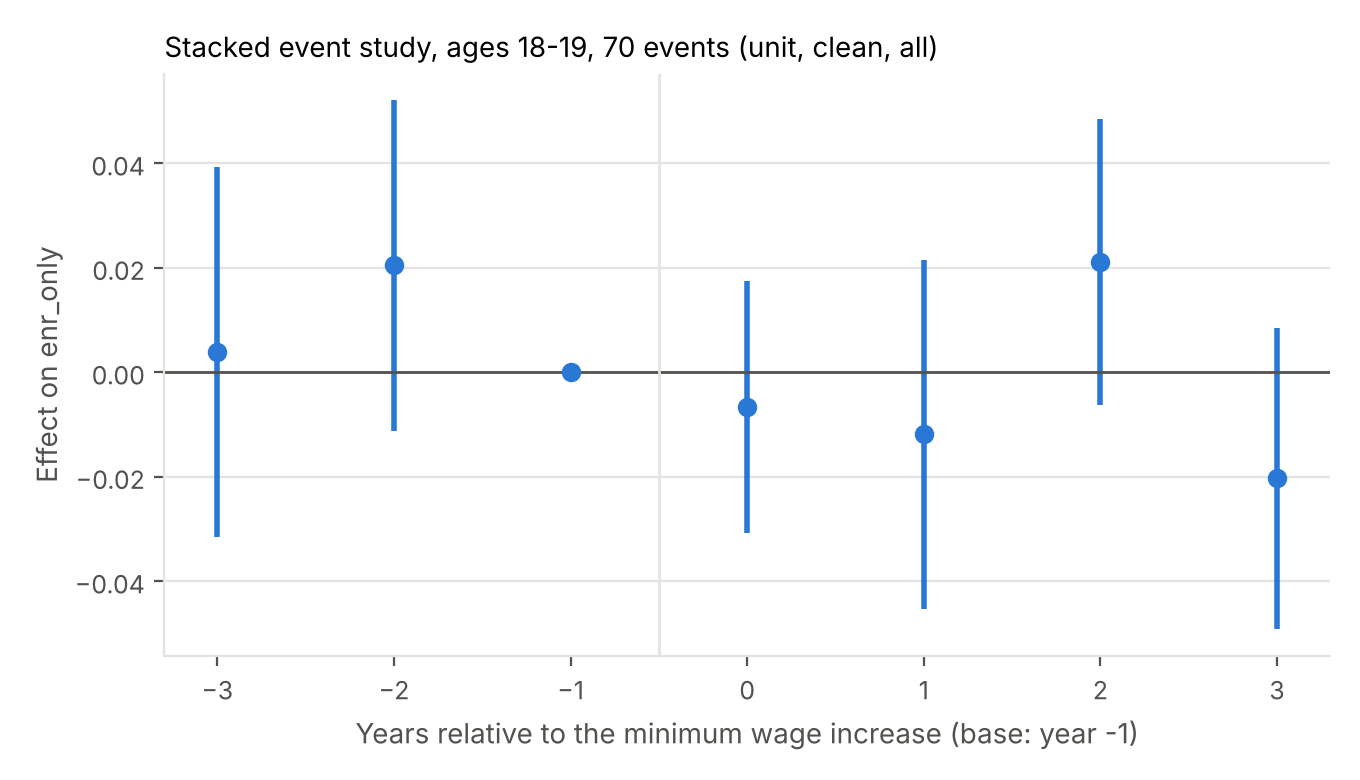 Stacked event study, ages 18-19, 70 events (unit, clean, all)
Effect on enr_only
0.04
0.02
0.00
−0.02
−0.04
−3 −2 −1 0 1 2 3
Years relative to the minimum wage increase (base: year -1)